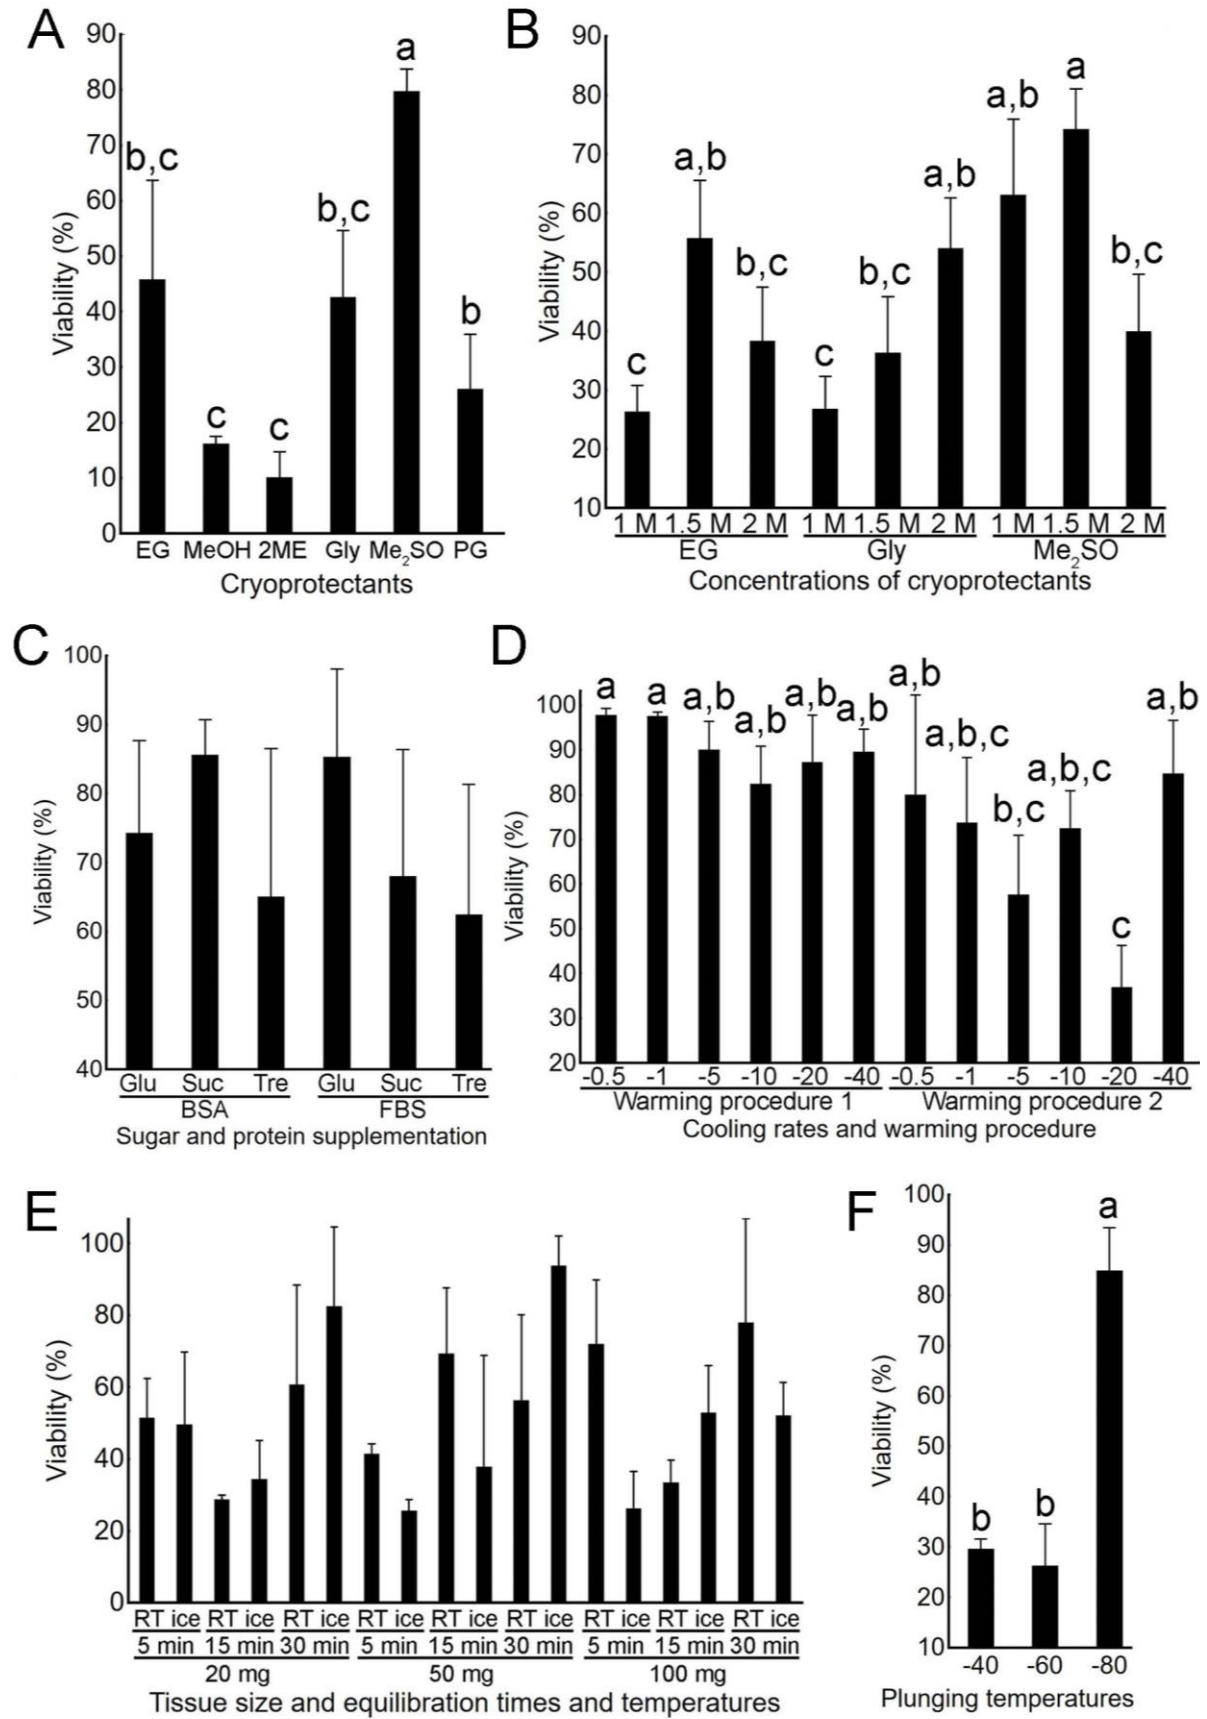 A
90
80
70
60
50
40
30
20
10
0
Viability (%)
b,c
c
c
b,c
a
b
EG MeOH 2ME Gly Me2SO PG
Cryoprotectants
B
90
80
70
60
50
40
30
20
10
Viability (%)
c
a,b
b,c
c
b,c
a,b
a,b
a
b,c
1 M 1.5 M 2 M 1 M 1.5 M 2 M 1 M 1.5 M 2 M
EG Gly Me2SO
Concentrations of cryoprotectants
C
100
90
80
70
60
50
40
Viability (%)
Glu Suc Tre Glu Suc Tre
BSA FBS
Sugar and protein supplementation
D
100
90
80
70
60
50
40
30
20
Viability (%)
a
a
a,b
a,b
a,b
a,b
a,b
a,b,c
b,c
a,b,c
c
a,b
-0.5 -1 -5 -10 -20 -40 -0.5 -1 -5 -10 -20 -40
Warming procedure 1 Warming procedure 2
Cooling rates and warming procedure
E
100
80
60
40
20
0
Viability (%)
RT ice RT ice RT ice RT ice RT ice RT ice RT ice RT ice RT ice
5 min 15 min 30 min 5 min 15 min 30 min 5 min 15 min 30 min
20 mg 50 mg 100 mg
Tissue size and equilibration times and temperatures
F
100
90
80
70
60
50
40
30
20
10
Viability (%)
b
b
a
-40 -60 -80
Plunging temperatures